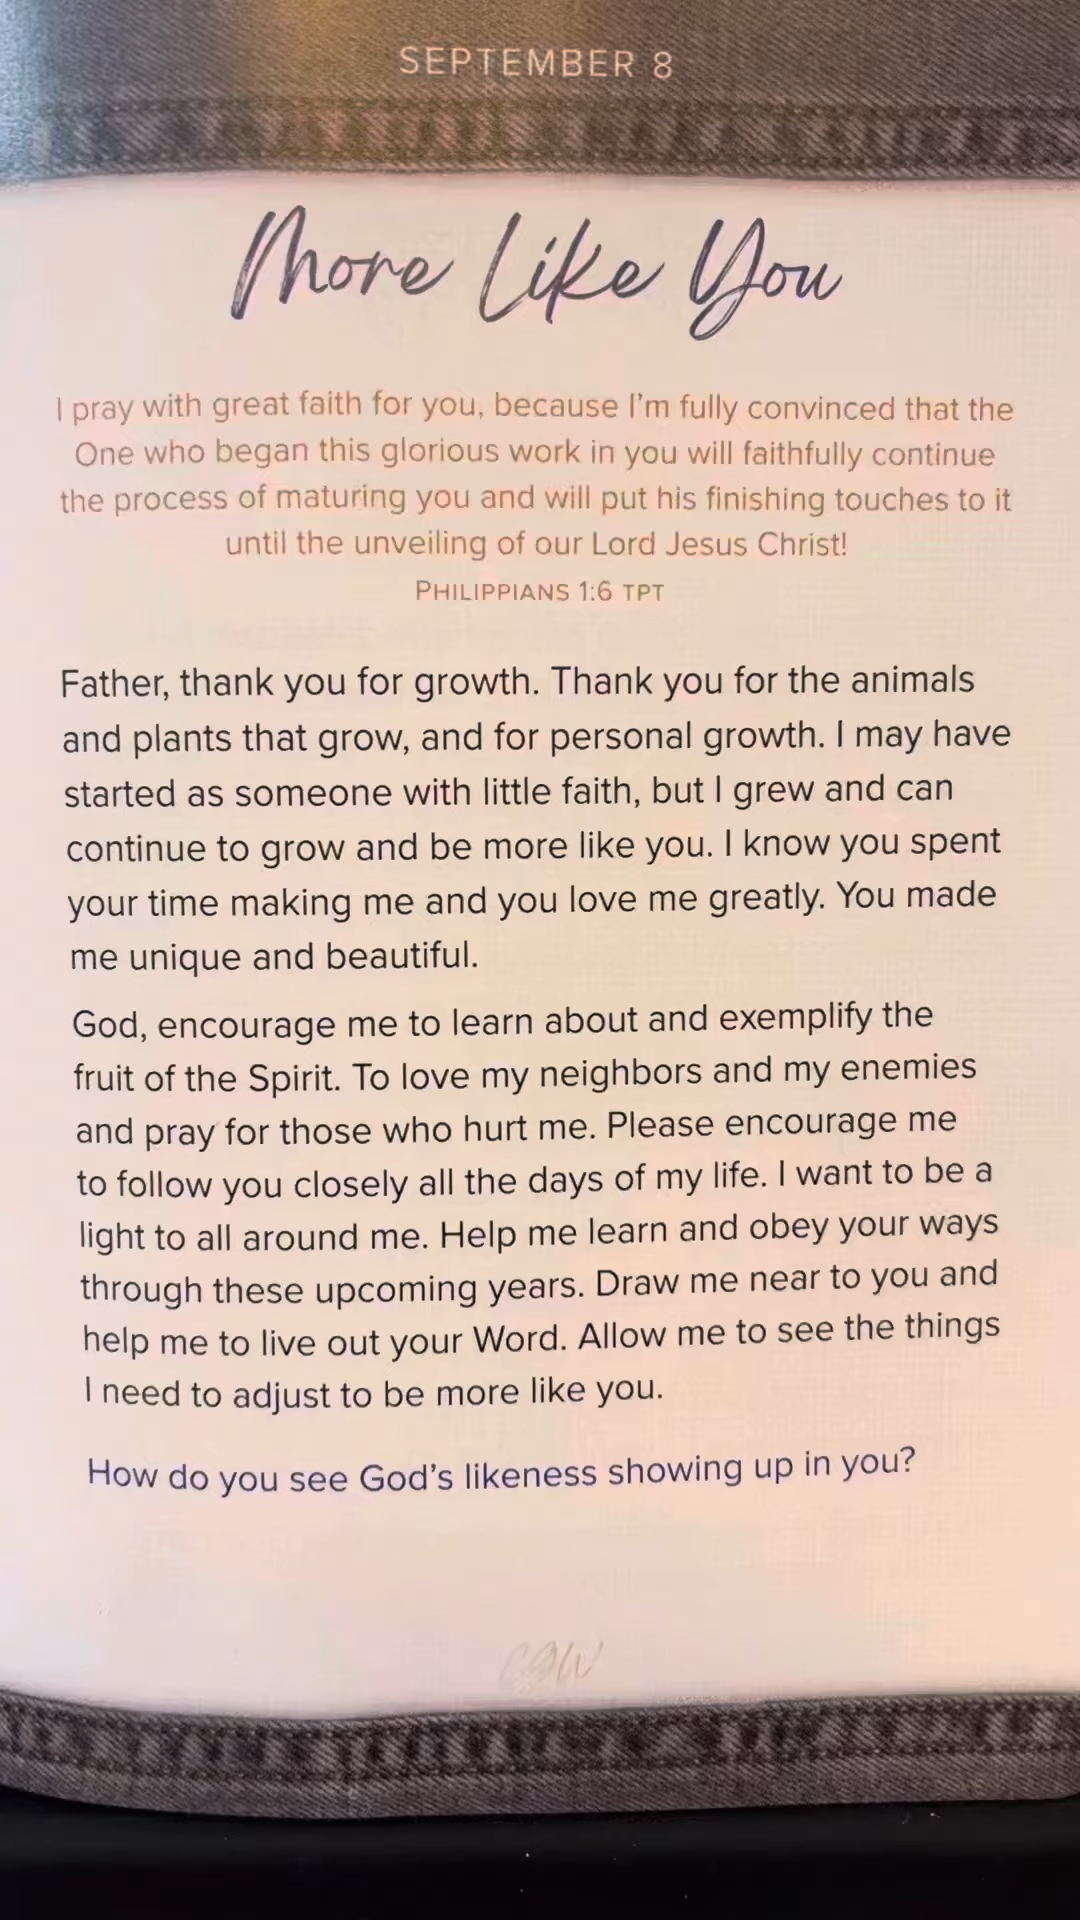 SEPTEMBER 8
More Like You
I pray with great faith for you, because I'm fully convinced that the
One who began this glorious work in you will faithfully continue
the process of maturing you and will put his finishing touches to it
until the unveiling of our Lord Jesus Christ!
PHILIPPIANS 1:6 TPT
Father, thank you for growth. Thank you for the animals
and plants that grow, and for personal growth. I may have
started as someone with little faith, but I grew and can
continue to grow and be more like you. I know you spent
your time making me and you love me greatly. You made
me unique and beautiful.
God, encourage me to learn about and exemplify the
fruit of the Spirit. To love my neighbors and my enemies
and pray for those who hurt me. Please encourage me
to follow you closely all the days of my life. I want to be a
light to all around me. Help me learn and obey your ways
through these upcoming years. Draw me near to you and
help me to live out your Word. Allow me to see the things
I need to adjust to be more like you.
How do you see God's likeness showing up in you?